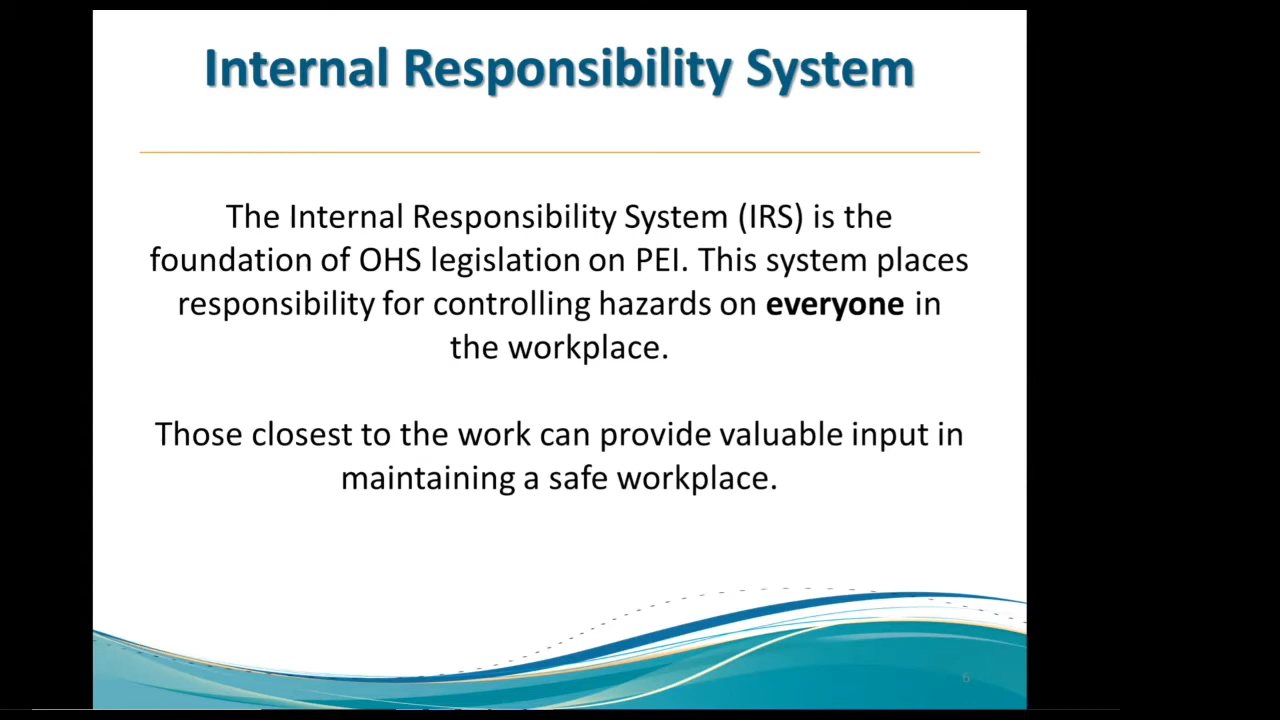 Internal Responsibility System
The Internal Responsibility System (IRS) is the
foundation of OHS legislation on PEI. This system places
responsibility for controlling hazards on everyone in
the workplace.
Those closest to the work can provide valuable input in
maintaining a safe workplace.
6